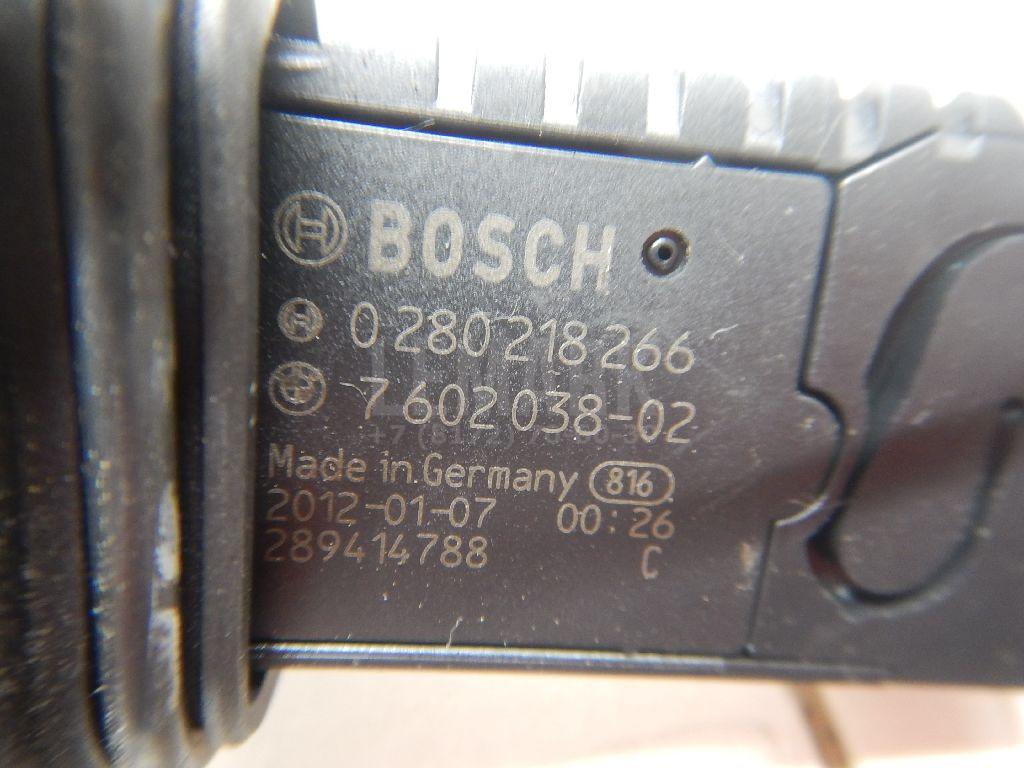 BOSCH
0 280 218 266
7 602 038-02
Made in Germany 816
2012-01-07 00:26
289414788 C